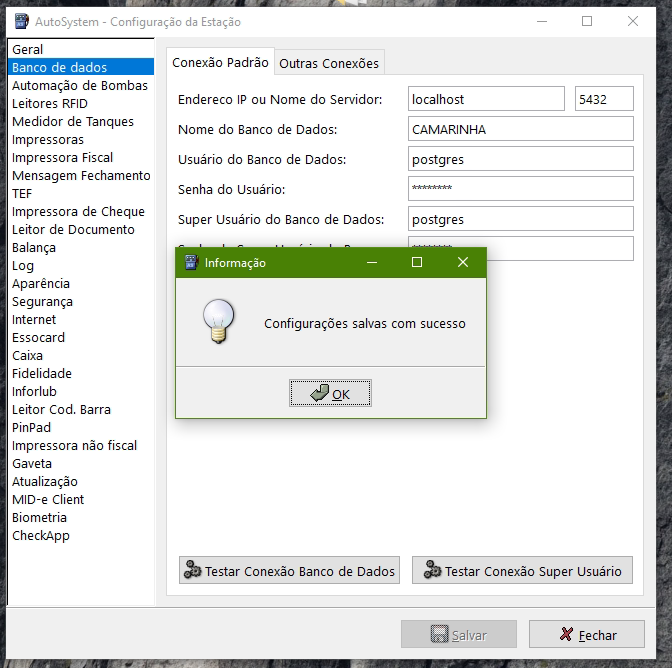 AutoSystem - Configuração da Estação
Geral
Banco de dados
Automação de Bombas
Leitores RFID
Medidor de Tanques
Impressoras
Impressora Fiscal
Mensagem Fechamento
TEF
Impressora de Cheque
Leitor de Documento
Balança
Log
Aparência
Segurança
Internet
Essocard
Caixa
Fidelidade
Inforlub
Leitor Cod. Barra
PinPad
Impressora não fiscal
Gaveta
Atualização
MID-e Client
Biometria
CheckApp
Conexão Padrão
Outras Conexões
Endereco IP ou Nome do Servidor: localhost 5432
Nome do Banco de Dados: CAMARINHA
Usuário do Banco de Dados: postgres
Senha do Usuário: ********
Super Usuário do Banco de Dados: postgres
Informação
Configurações salvas com sucesso
OK
Testar Conexão Banco de Dados
Testar Conexão Super Usuário
Salvar
Fechar